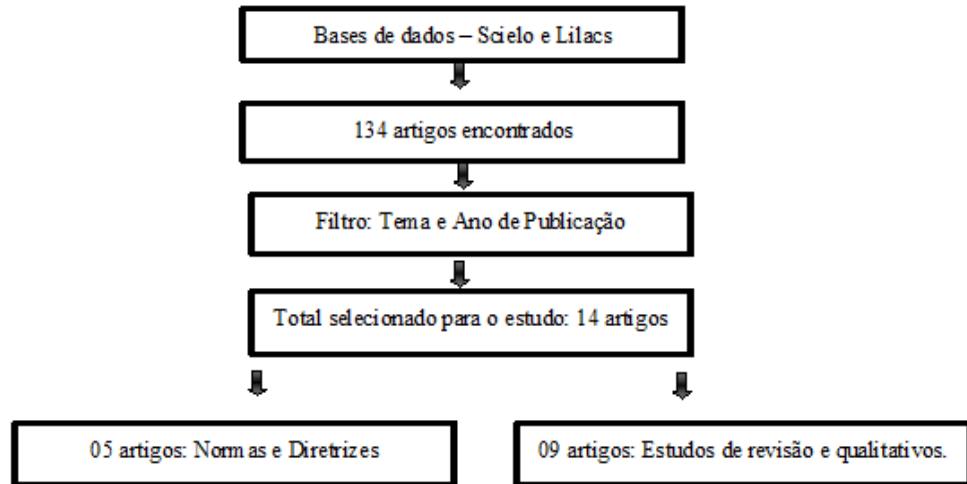 Bases de dados – Scielo e Lilacs
134 artigos encontrados
Filtro: Tema e Ano de Publicação
Total selecionado para o estudo: 14 artigos
05 artigos: Normas e Diretrizes
09 artigos: Estudos de revisão e qualitativos.